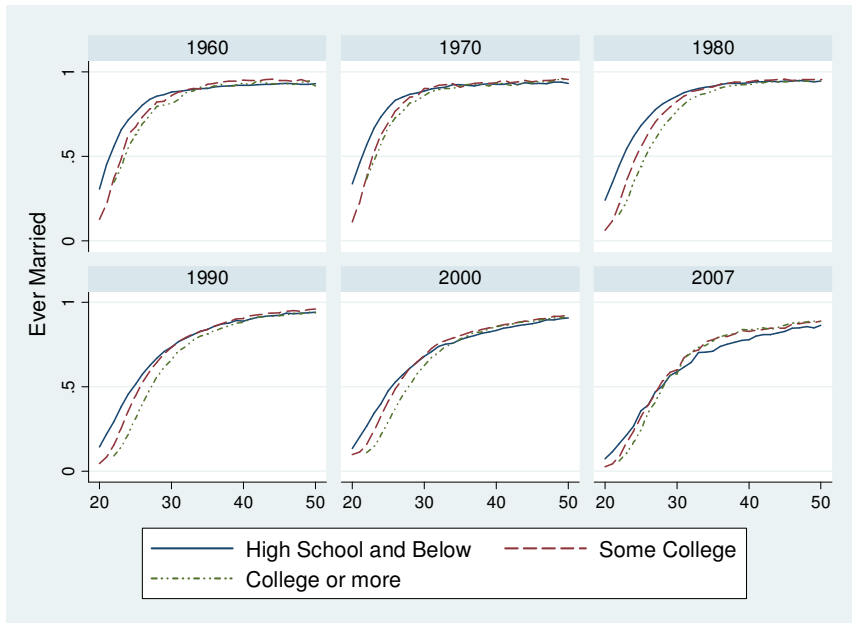 1960 1970 1980
1
.5
0
1990 2000 2007
1
.5
0
Ever Married
20 30 40 50 20 30 40 50 20 30 40 50
High School and Below Some College
College or more